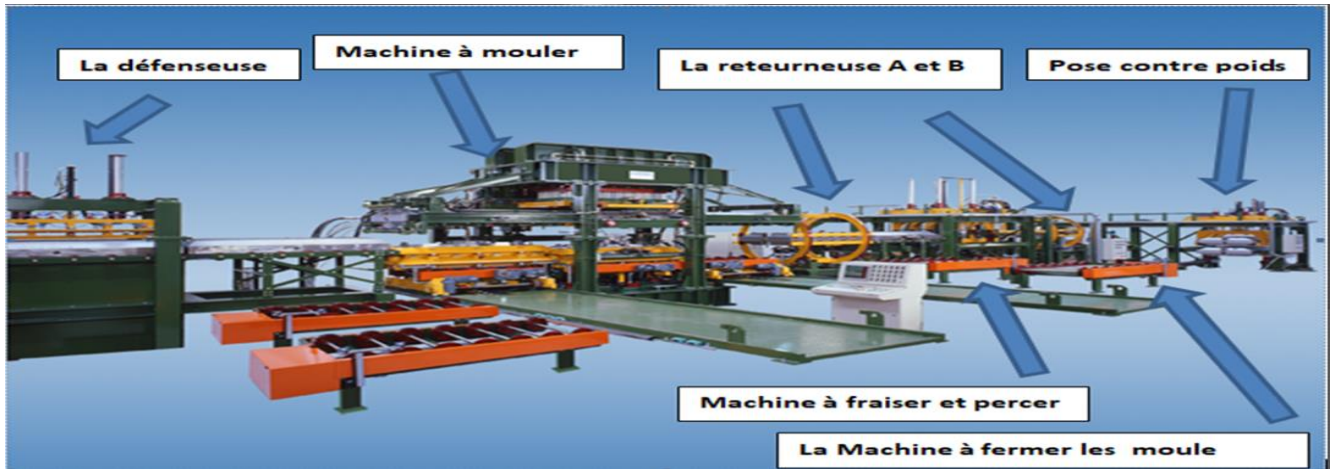 La défenseuse
Machine à mouler
La reteurneuse A et B
Pose contre poids
Machine à fraiser et percer
La Machine à fermer les moule